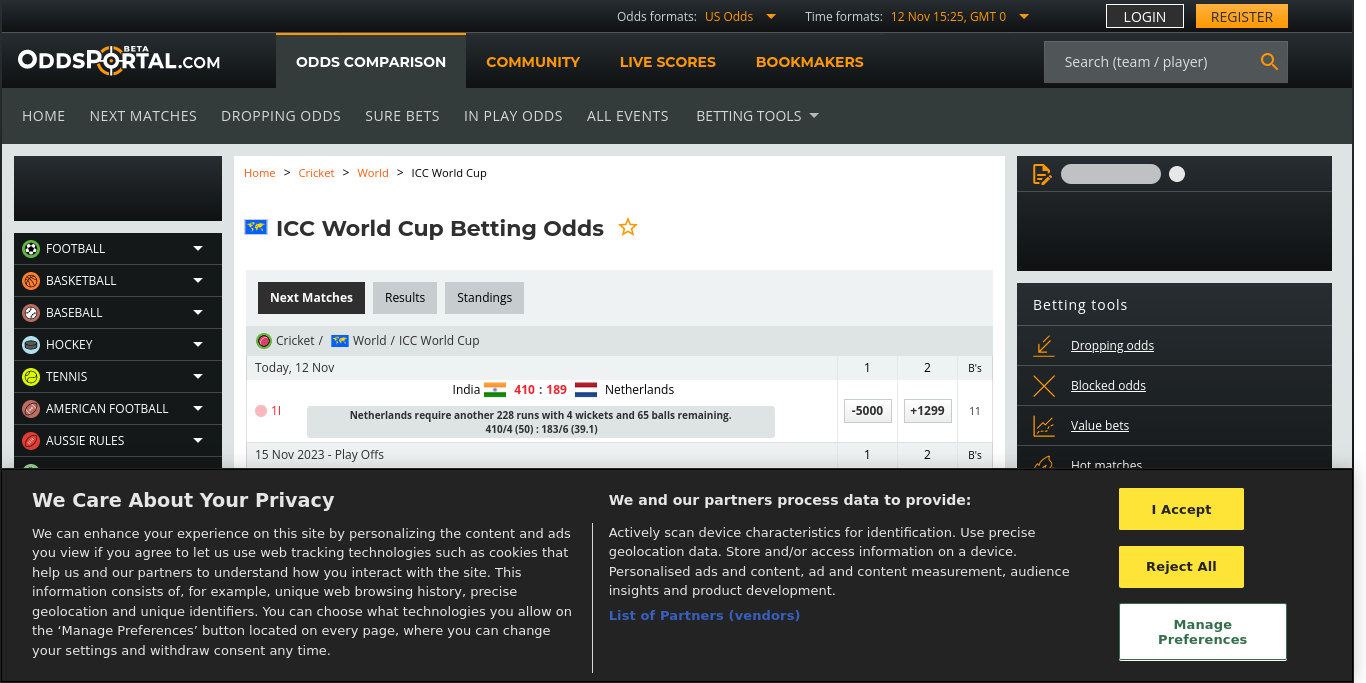 Odds formats: US Odds Time formats: 12 Nov 15:25, GMT 0 LOGIN REGISTER
ODDSPORTAL.COM BETA
ODDS COMPARISON COMMUNITY LIVE SCORES BOOKMAKERS
Search (team / player)
HOME NEXT MATCHES DROPPING ODDS SURE BETS IN PLAY ODDS ALL EVENTS BETTING TOOLS
FOOTBALL
BASKETBALL
BASEBALL
HOCKEY
TENNIS
AMERICAN FOOTBALL
AUSSIE RULES
Home > Cricket > World > ICC World Cup
ICC World Cup Betting Odds
Next Matches Results Standings
Cricket / World / ICC World Cup
Today, 12 Nov 1 2 B's
India 410 : 189 Netherlands
1I
Netherlands require another 228 runs with 4 wickets and 65 balls remaining.
410/4 (50) : 183/6 (39.1)
-5000 +1299 11
15 Nov 2023 - Play Offs 1 2 B's
Betting tools
Dropping odds
Blocked odds
Value bets
Hot matches
We Care About Your Privacy
We can enhance your experience on this site by personalizing the content and ads
you view if you agree to let us use web tracking technologies such as cookies that
help us and our partners to understand how you interact with the site. This
information consists of, for example, unique web browsing history, precise
geolocation and unique identifiers. You can choose what technologies you allow on
the ‘Manage Preferences’ button located on every page, where you can change
your settings and withdraw consent any time.
We and our partners process data to provide:
Actively scan device characteristics for identification. Use precise
geolocation data. Store and/or access information on a device.
Personalised ads and content, ad and content measurement, audience
insights and product development.
List of Partners (vendors)
I Accept
Reject All
Manage
Preferences